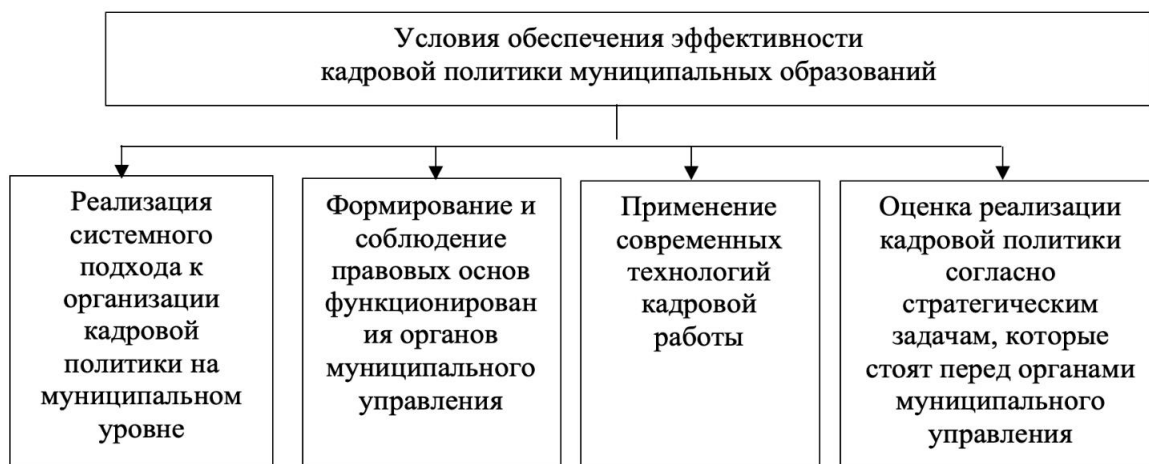 Условия обеспечения эффективности
кадровой политики муниципальных образований
Реализация
системного
подхода к
организации
кадровой
политики на
муниципальном
уровне
Формирование и
соблюдение
правовых основ
функционирован
ия органов
муниципального
управления
Применение
современных
технологий
кадровой
работы
Оценка реализации
кадровой политики
согласно
стратегическим
задачам, которые
стоят перед органами
муниципального
управления